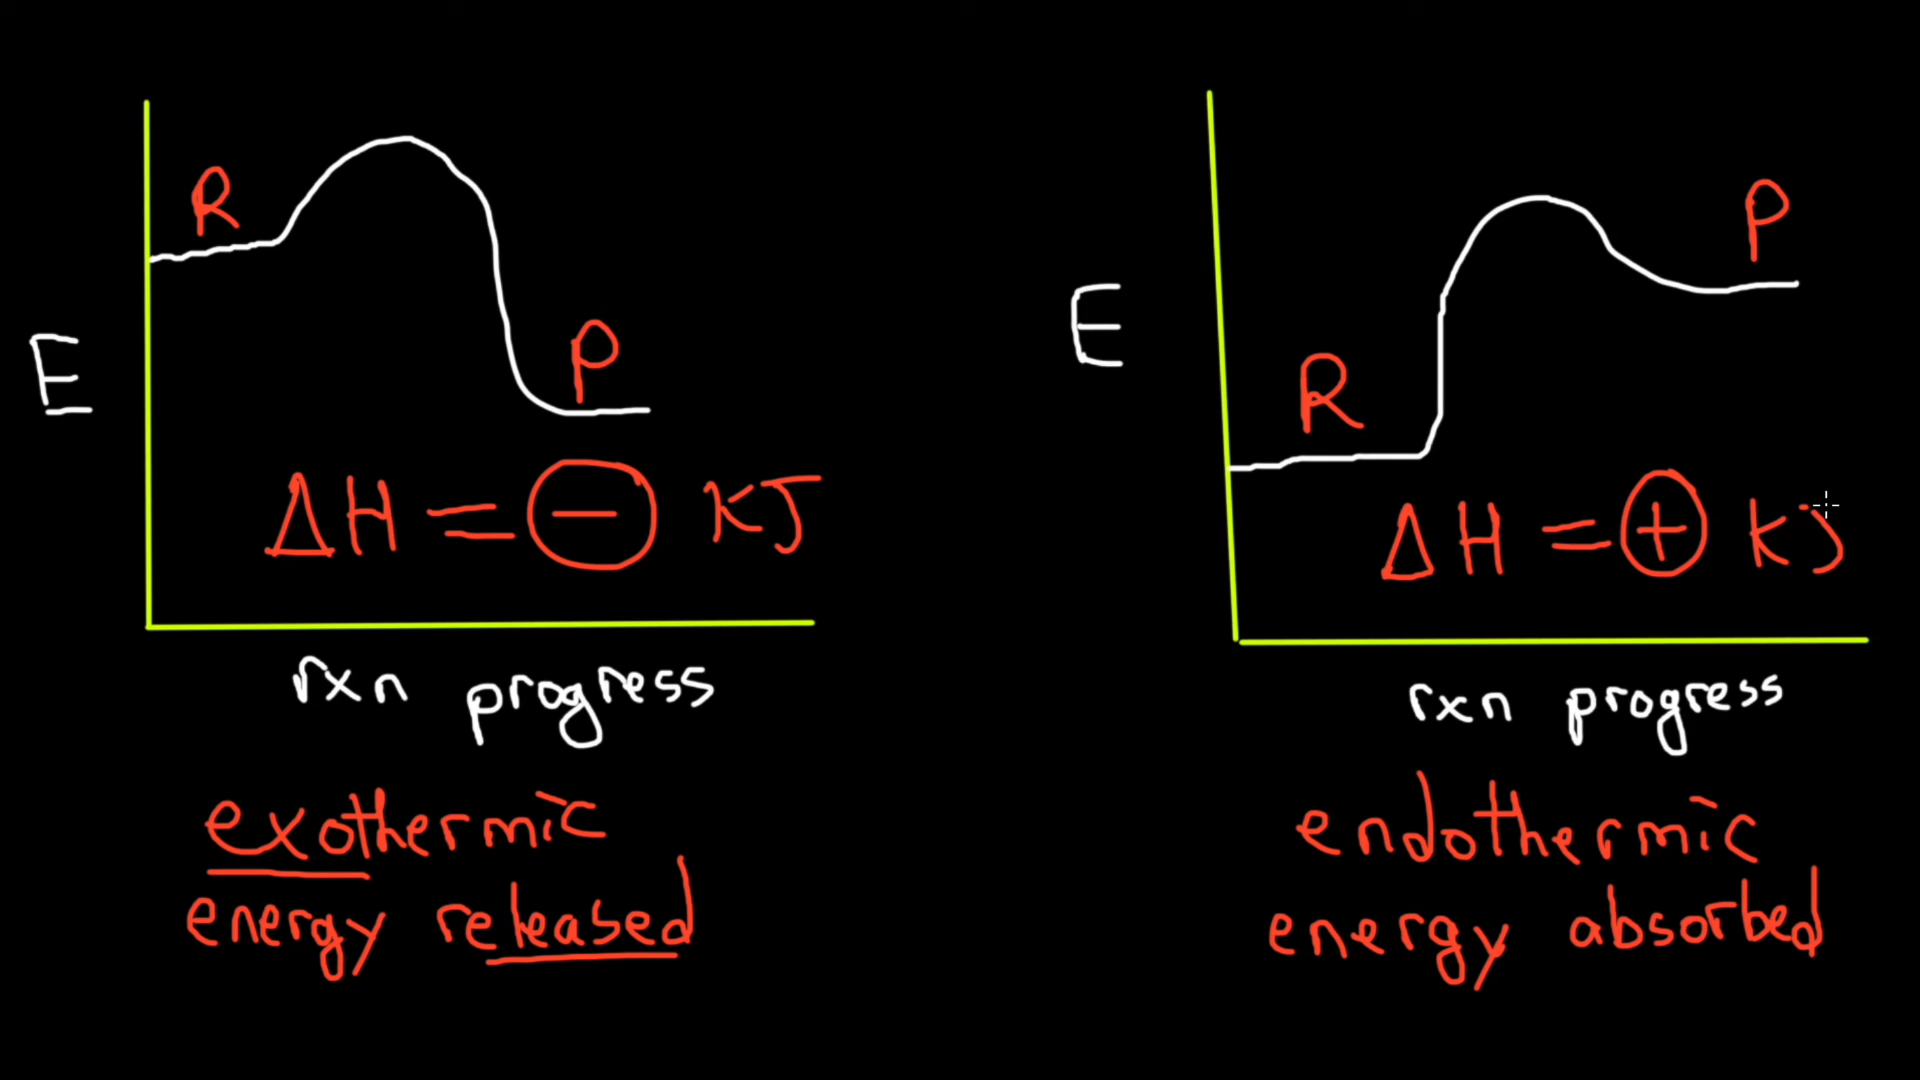 R
E
P
ΔH = − KJ
rxn progress
exothermic
energy released
P
E
R
ΔH = + KJ
rxn progress
endothermic
energy absorbed